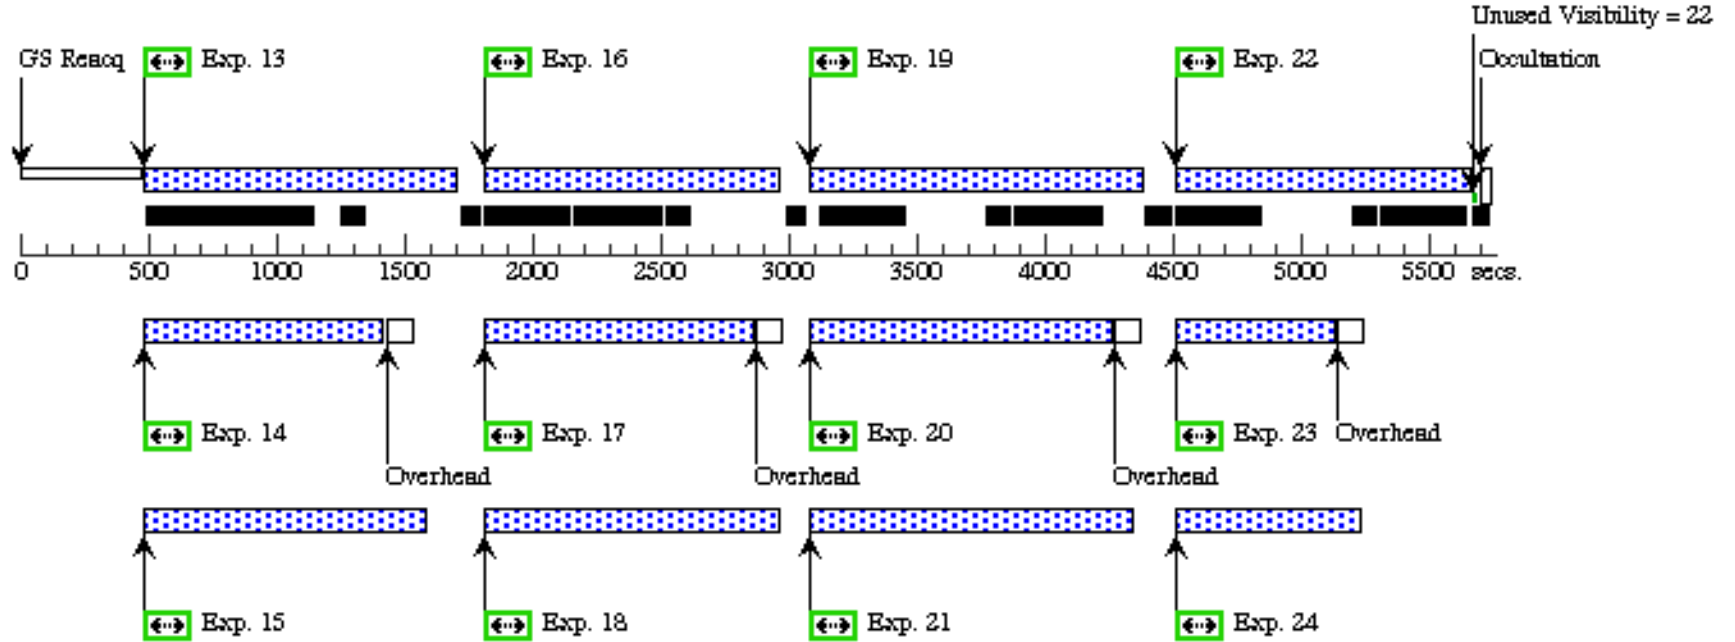 Unused Visibility = 22
GS Reacq Exp. 13 Exp. 16 Exp. 19 Exp. 22 Occultation
0 500 1000 1500 2000 2500 3000 3500 4000 4500 5000 5500 secs.
Exp. 14 Exp. 17 Exp. 20 Exp. 23 Overhead
Overhead Overhead Overhead
Exp. 15 Exp. 18 Exp. 21 Exp. 24